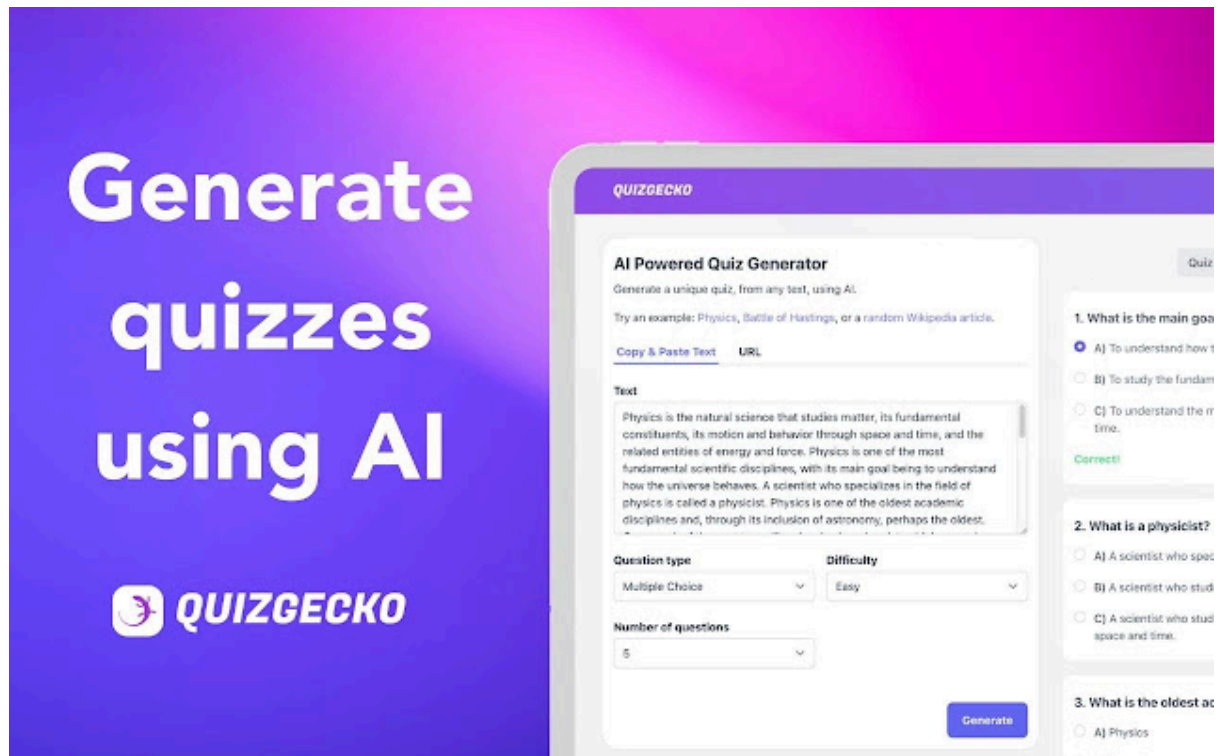 Generate
quizzes
using AI
QUIZGECKO
QUIZGECKO
AI Powered Quiz Generator
Generate a unique quiz, from any text, using AI.
Try an example: Physics, Battle of Hastings, or a random Wikipedia article.
Copy & Paste Text URL
Text
Physics is the natural science that studies matter, its fundamental
constituents, its motion and behavior through space and time, and the
related entities of energy and force. Physics is one of the most
fundamental scientific disciplines, with its main goal being to understand
how the universe behaves. A scientist who specializes in the field of
physics is called a physicist. Physics is one of the oldest academic
disciplines and, through its inclusion of astronomy, perhaps the oldest.
Question type Difficulty
Multiple Choice Easy
Number of questions
5
Generate
Quiz
1. What is the main goa
A) To understand how t
B) To study the fundam
C) To understand the m
time.
Correct!
2. What is a physicist?
A) A scientist who spec
B) A scientist who stud
C) A scientist who stud
space and time.
3. What is the oldest ac
A) Physics